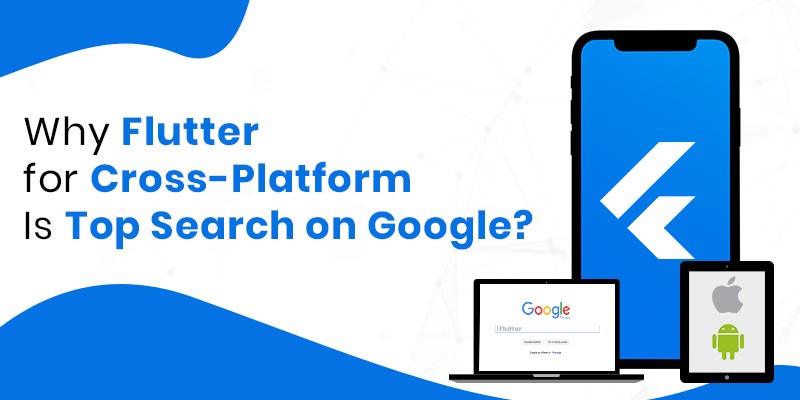 Why Flutter
for Cross-Platform
Is Top Search on Google?
Google
Flutter